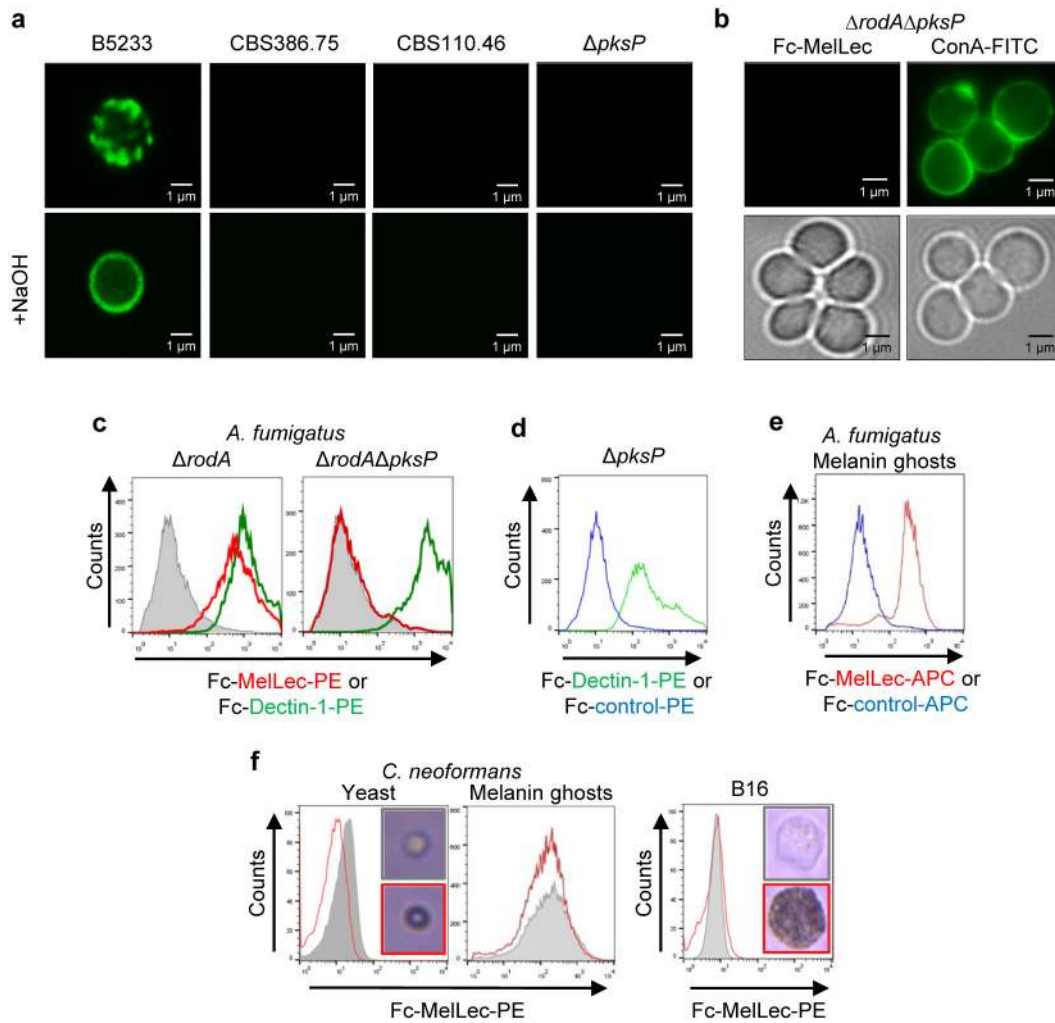 a
B5233
CBS386.75
CBS110.46
ΔpksP
1 μm
1 μm
1 μm
1 μm
+NaOH
1 μm
1 μm
1 μm
1 μm
b
ΔrodAΔpksP
Fc-MelLec
ConA-FITC
1 μm
1 μm
1 μm
1 μm
c
A. fumigatus
ΔrodA
ΔrodAΔpksP
Counts
Fc-MelLec-PE or
Fc-Dectin-1-PE
d
ΔpksP
Counts
Fc-Dectin-1-PE or
Fc-control-PE
e
A. fumigatus
Melanin ghosts
Counts
Fc-MelLec-APC or
Fc-control-APC
f
C. neoformans
Yeast
Melanin ghosts
Counts
Fc-MelLec-PE
B16
Counts
Fc-MelLec-PE